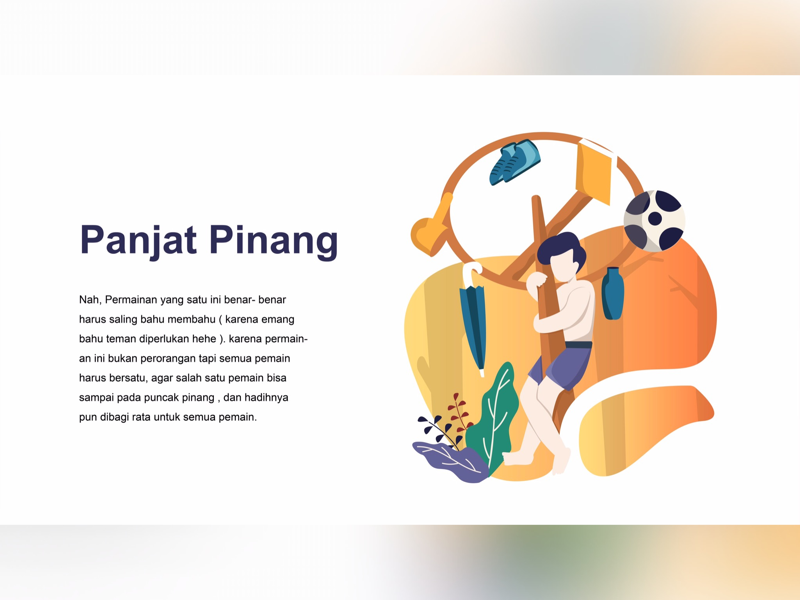 Panjat Pinang
Nah, Permainan yang satu ini benar- benar
harus saling bahu membahu ( karena emang
bahu teman diperlukan hehe ). karena permain-
an ini bukan perorangan tapi semua pemain
harus bersatu, agar salah satu pemain bisa
sampai pada puncak pinang , dan hadihnya
pun dibagi rata untuk semua pemain.